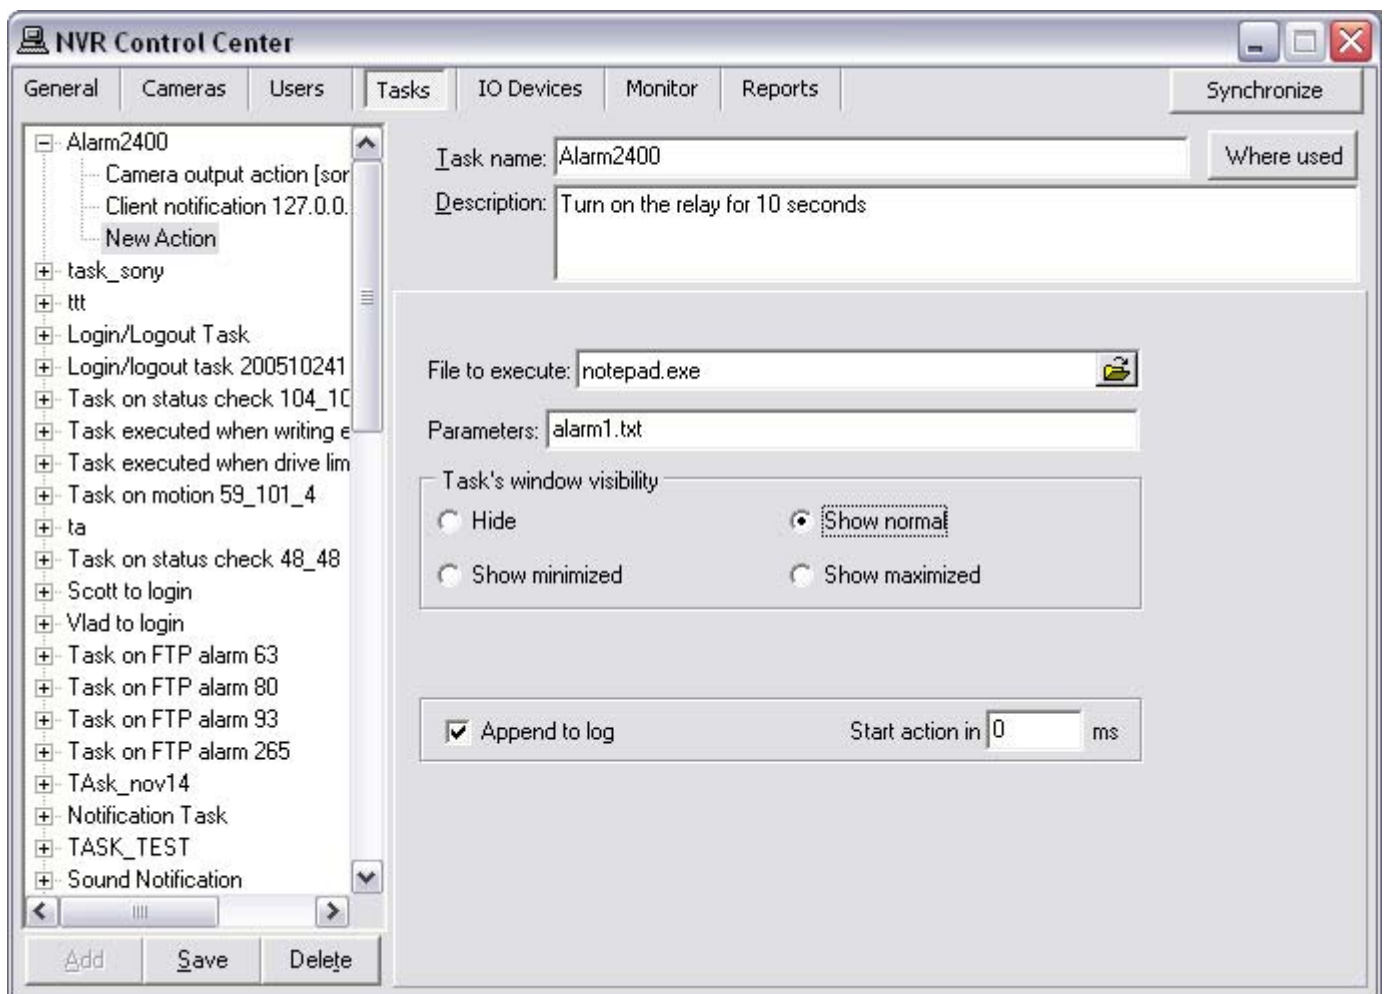 NVR Control Center
General Cameras Users Tasks IO Devices Monitor Reports Synchronize
Alarm2400
Camera output action [sor
Client notification 127.0.0.
New Action
task_sony
ttt
Login/Logout Task
Login/logout task 200510241
Task on status check 104_10
Task executed when writing e
Task executed when drive lim
Task on motion 59_101_4
ta
Task on status check 48_48
Scott to login
Vlad to login
Task on FTP alarm 63
Task on FTP alarm 80
Task on FTP alarm 93
Task on FTP alarm 265
TAsk_nov14
Notification Task
TASK_TEST
Sound Notification
Add Save Delete
Task name: Alarm2400 Where used
Description: Turn on the relay for 10 seconds
File to execute: notepad.exe
Parameters: alarm1.txt
Task's window visibility
Hide Show normal
Show minimized Show maximized
Append to log Start action in 0 ms